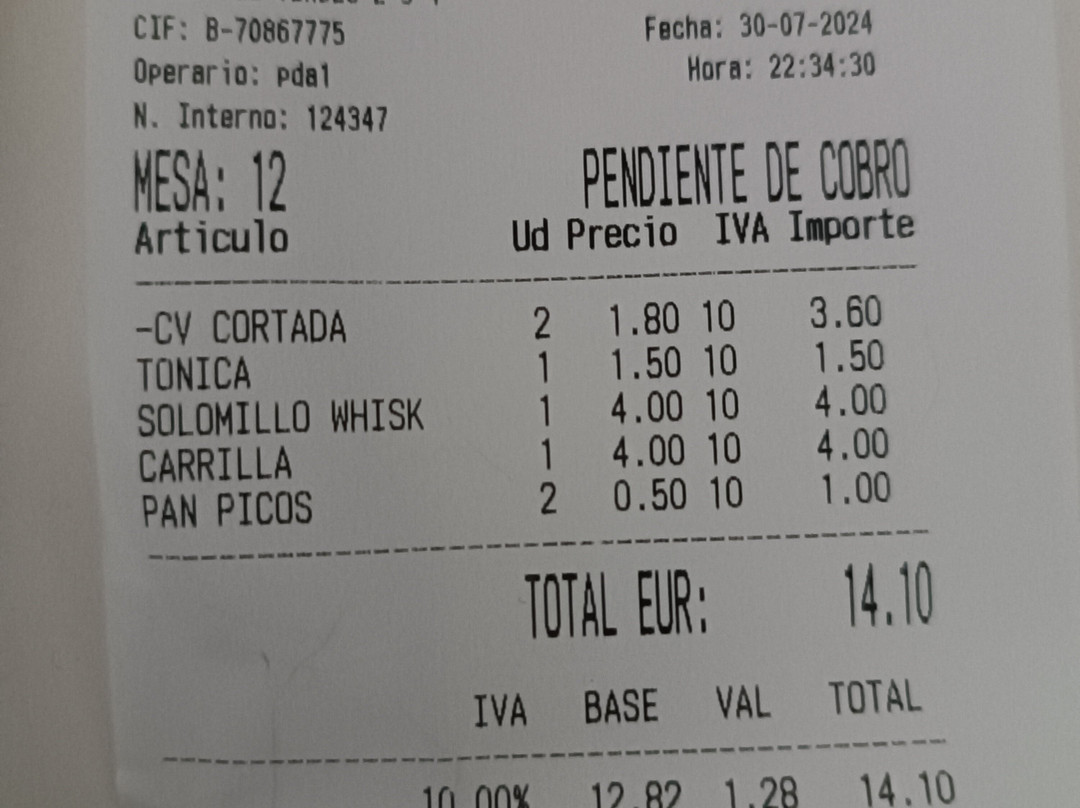 CIF: B-70867775 Fecha: 30-07-2024
Operario: pda1 Hora: 22:34:30
N. Interno: 124347
MESA: 12 PENDIENTE DE COBRO
Articulo Ud Precio IVA Importe
-CV CORTADA 2 1.80 10 3.60
TONICA 1 1.50 10 1.50
SOLOMILLO WHISK 1 4.00 10 4.00
CARRILLA 1 4.00 10 4.00
PAN PICOS 2 0.50 10 1.00
TOTAL EUR: 14.10
IVA BASE VAL TOTAL
10.00% 12.82 1.28 14.10